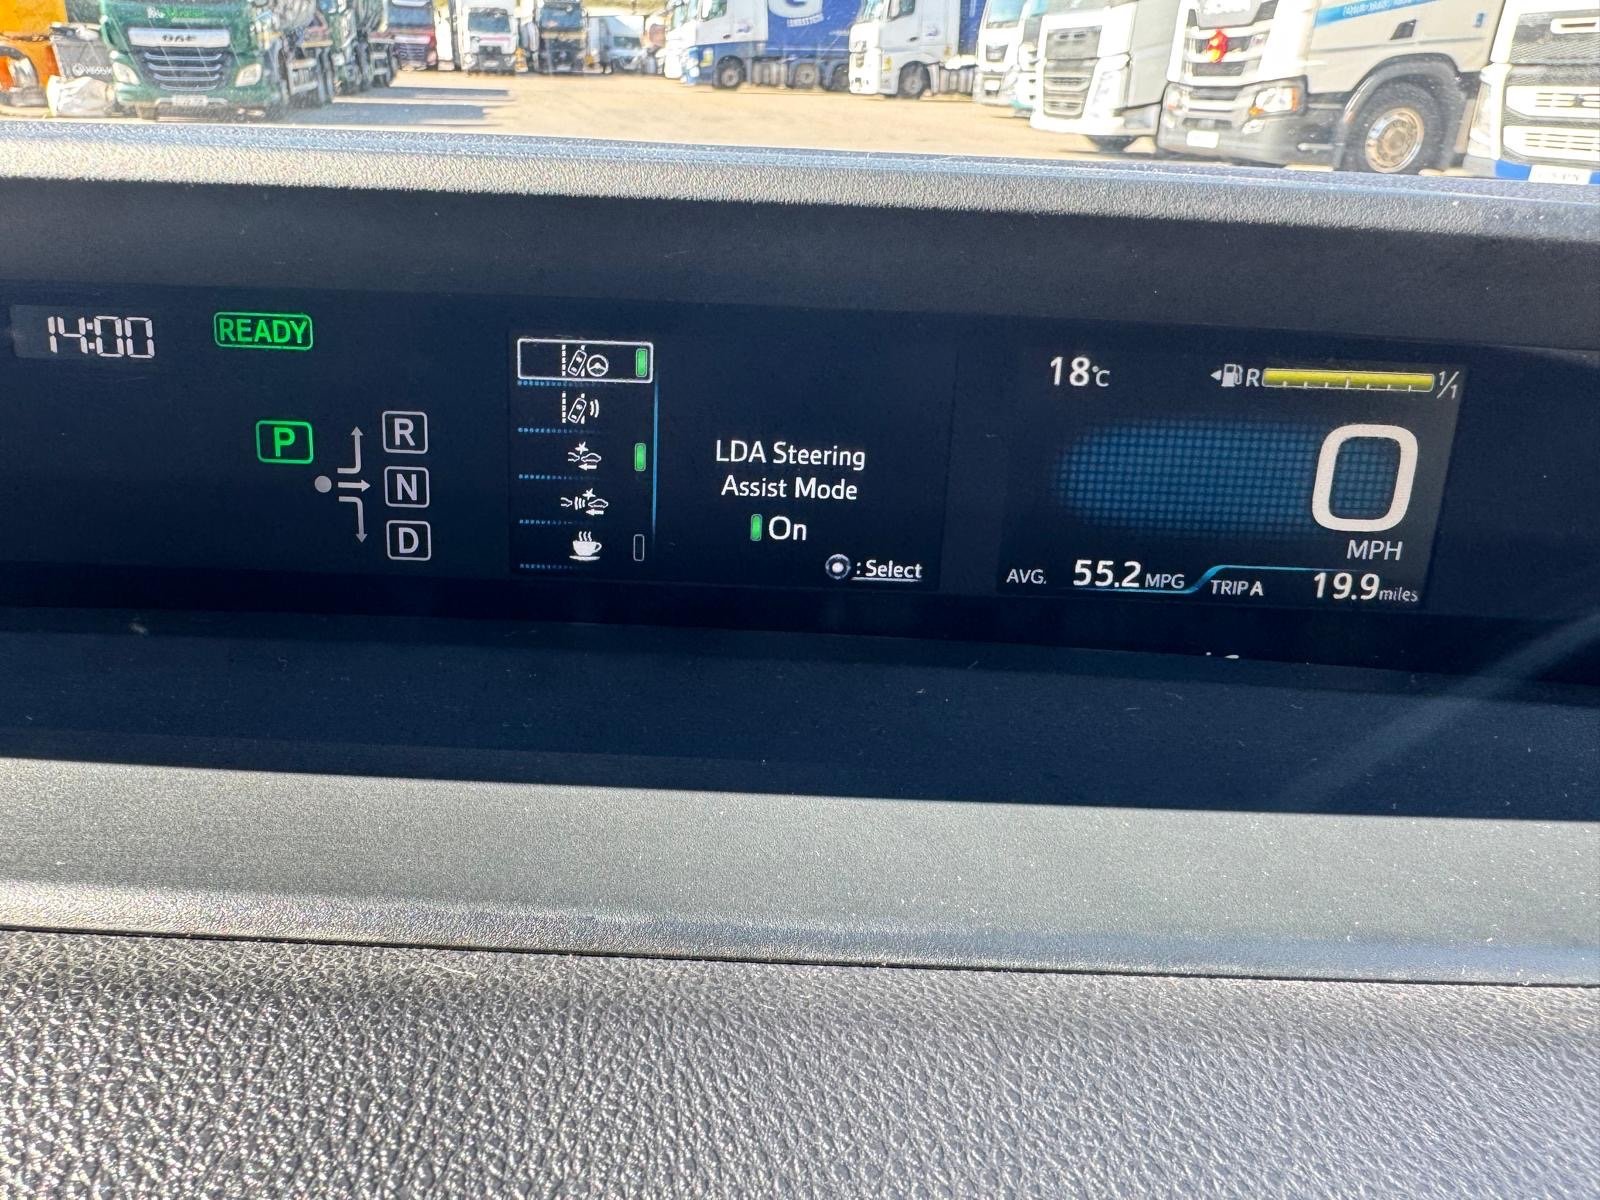 DAF
14:00
READY
P
R
N
D
LDA Steering
Assist Mode
On
: Select
18°C
R
1/1
0
MPH
AVG. 55.2 MPG
TRIP A 19.9 miles